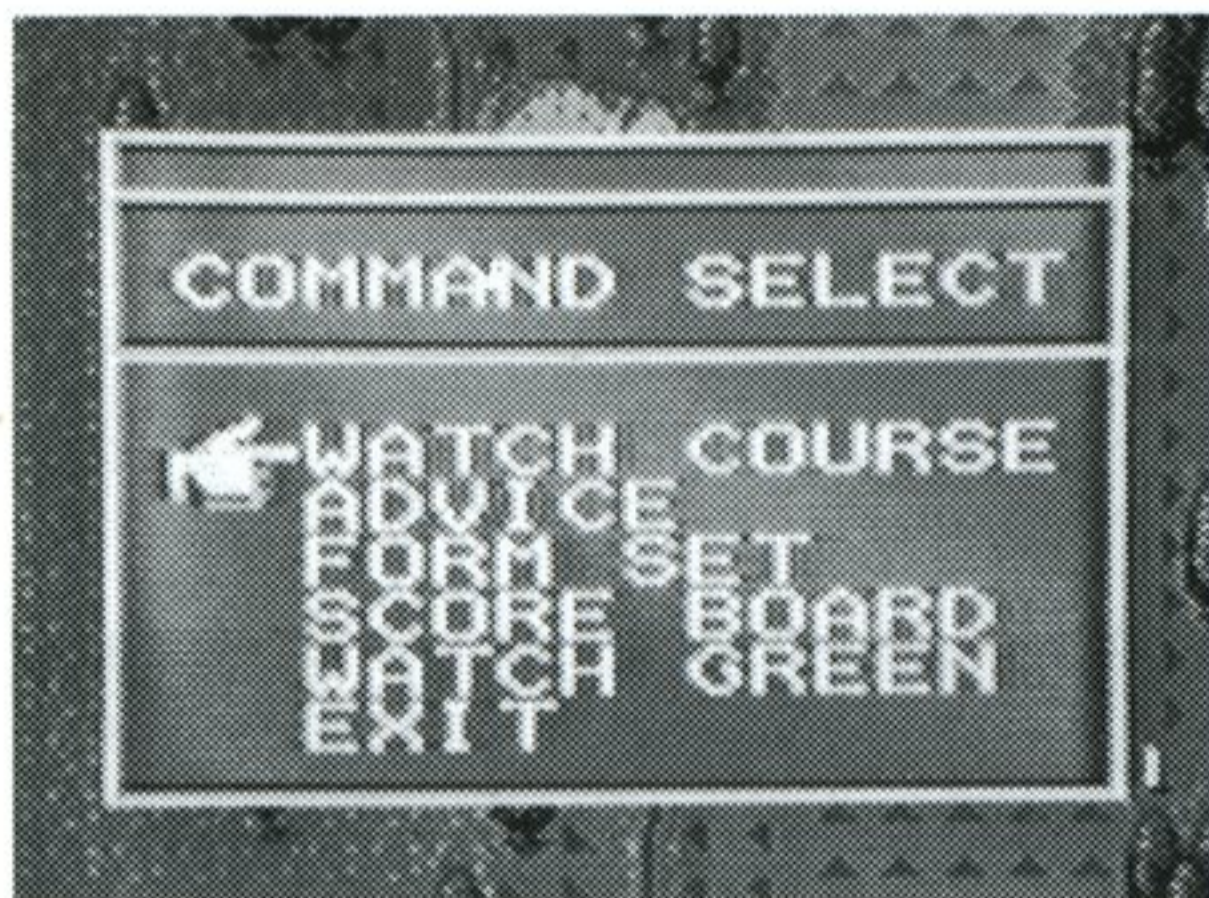 COMMAND SELECT
WATCH COURSE
ADVICE
FORM SET
SCORE BOARD
WATCH GREEN
EXIT